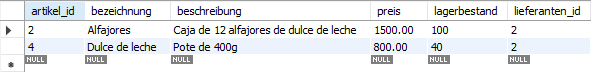 artikel_id bezeichnung beschreibung preis lagerbestand lieferanten_id
2 Alfajores Caja de 12 alfajores de dulce de leche 1500.00 100 2
4 Dulce de leche Pote de 400g 800.00 40 2
NULL NULL NULL NULL NULL NULL